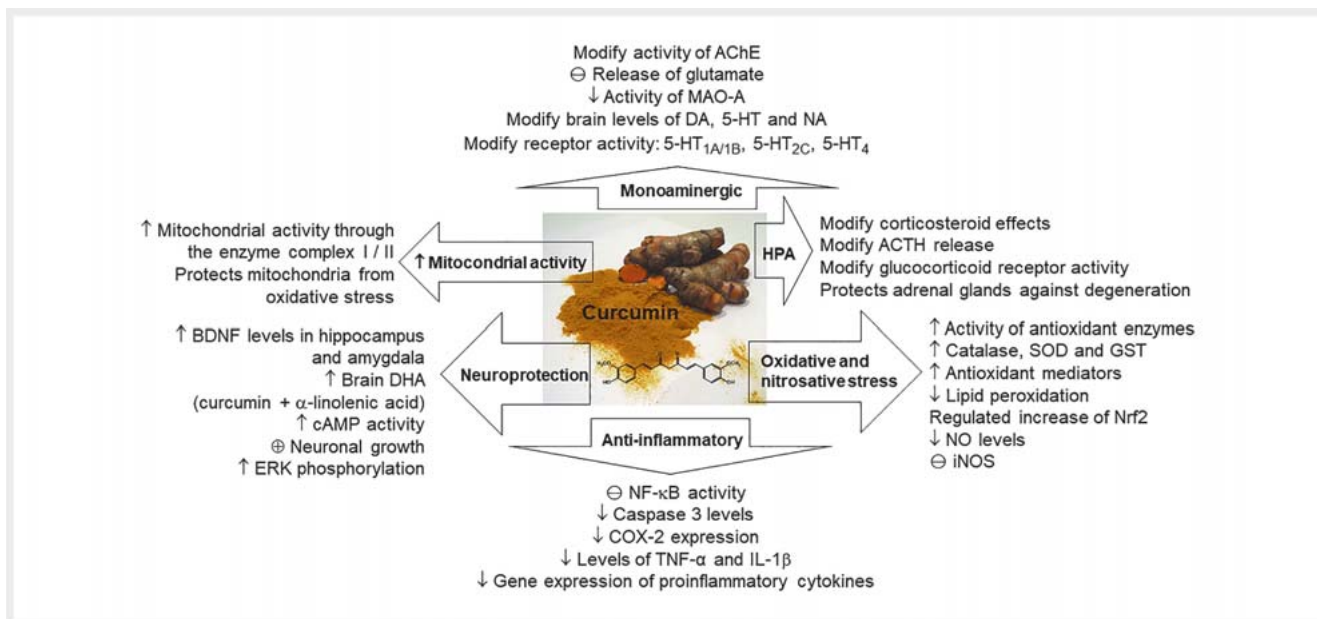 Modify activity of AChE
⊖ Release of glutamate
↓ Activity of MAO-A
Modify brain levels of DA, 5-HT and NA
Modify receptor activity: 5-HT1A/1B, 5-HT2C, 5-HT4
Monoaminergic
↑ Mitochondrial activity through
the enzyme complex I / II
Protects mitochondria from
oxidative stress
↑ Mitocondrial activity
HPA
Modify corticosteroid effects
Modify ACTH release
Modify glucocorticoid receptor activity
Protects adrenal glands against degeneration
Curcumin
↑ BDNF levels in hippocampus
and amygdala
↑ Brain DHA
(curcumin + α-linolenic acid)
↑ cAMP activity
⊕ Neuronal growth
↑ ERK phosphorylation
Neuroprotection
H₃CO
HO
O
O
OCH₃
OH
Oxidative and
nitrosative stress
↑ Activity of antioxidant enzymes
↑ Catalase, SOD and GST
↑ Antioxidant mediators
↓ Lipid peroxidation
Regulated increase of Nrf2
↓ NO levels
⊖ iNOS
Anti-inflammatory
⊖ NF-κB activity
↓ Caspase 3 levels
↓ COX-2 expression
↓ Levels of TNF-α and IL-1β
↓ Gene expression of proinflammatory cytokines